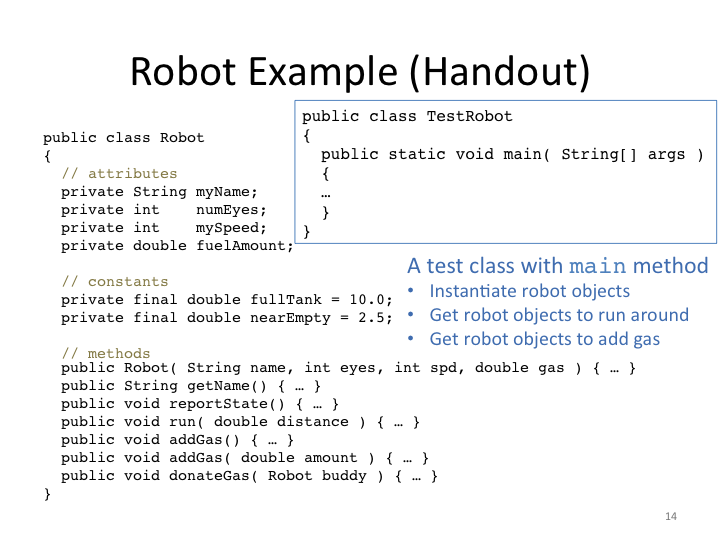 Robot Example (Handout)
public class Robot
{
// attributes
private String myName;
private int    numEyes;
private int    mySpeed;
private double fuelAmount;
// constants
private final double fullTank = 10.0;
private final double nearEmpty = 2.5;
// methods
public Robot( String name, int eyes, int spd, double gas ) { … }
public String getName() { … }
public void reportState() { … }
public void run( double distance ) { … }
public void addGas() { … }
public void addGas( double amount ) { … }
public void donateGas( Robot buddy ) { … }
}
public class TestRobot
{
public static void main( String[] args )
{
…
}
}
A test class with main method
• Instantiate robot objects
• Get robot objects to run around
• Get robot objects to add gas
14